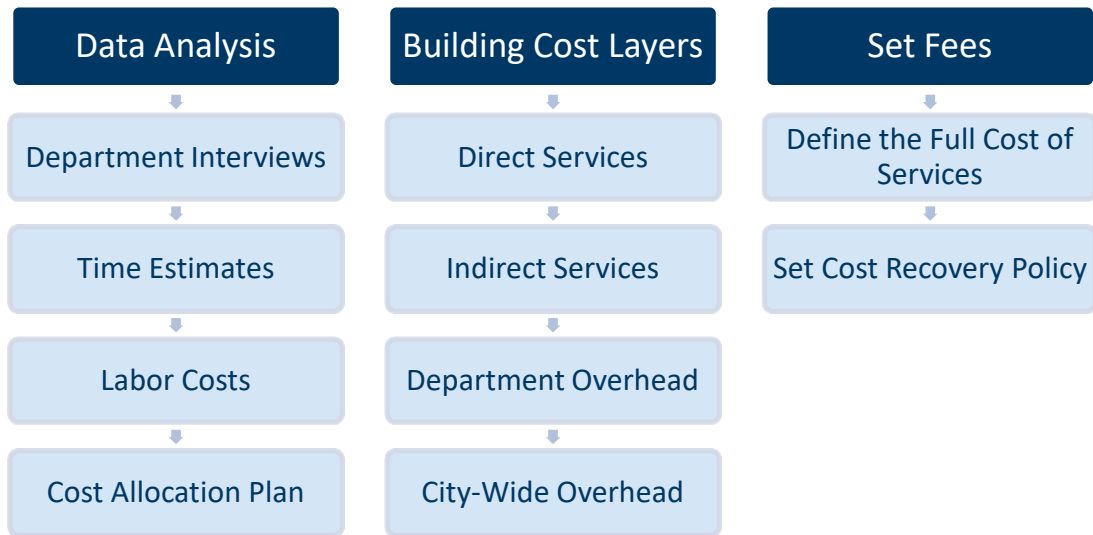 Data Analysis
Department Interviews
Time Estimates
Labor Costs
Cost Allocation Plan
Building Cost Layers
Direct Services
Indirect Services
Department Overhead
City-Wide Overhead
Set Fees
Define the Full Cost of
Services
Set Cost Recovery Policy